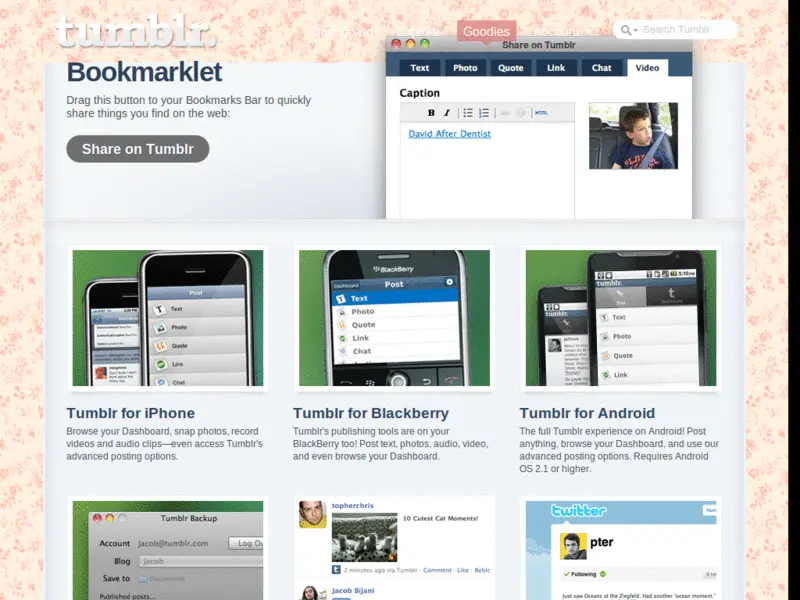 tumblr.
Goodies
Search Tumblr
Bookmarklet
Drag this button to your Bookmarks Bar to quickly
share things you find on the web:
Share on Tumblr
Share on Tumblr
Text Photo Quote Link Chat Video
Caption
B I HTML
David After Dentist
Post
Text
Photo
Quote
Link
Chat
BlackBerry
Dashboard Post
Text
Photo
Quote
Link
Chat
5:10 PM
tumblr.
Post Dashboard
Text
Photo
Quote
Link
Tumblr for iPhone
Browse your Dashboard, snap photos, record
videos and audio clips—even access Tumblr's
advanced posting options.
Tumblr for Blackberry
Tumblr's publishing tools are on your
BlackBerry too! Post text, photos, audio, video,
and even browse your Dashboard.
Tumblr for Android
The full Tumblr experience on Android! Post
anything, browse your Dashboard, and use our
advanced posting options. Requires Android
OS 2.1 or higher.
Tumblr Backup
Account jacob@tumblr.com Log Ou
Blog jacob
Save to Documents
Published posts...
topherchris
10 Cutest Cat Moments!
2 minutes ago via Tumblr · Comment · Like · Reblo
Jacob Bijani
twitter
pter
Following
Just saw Oceans at the Ziegfeld. Had another "ocean moment."